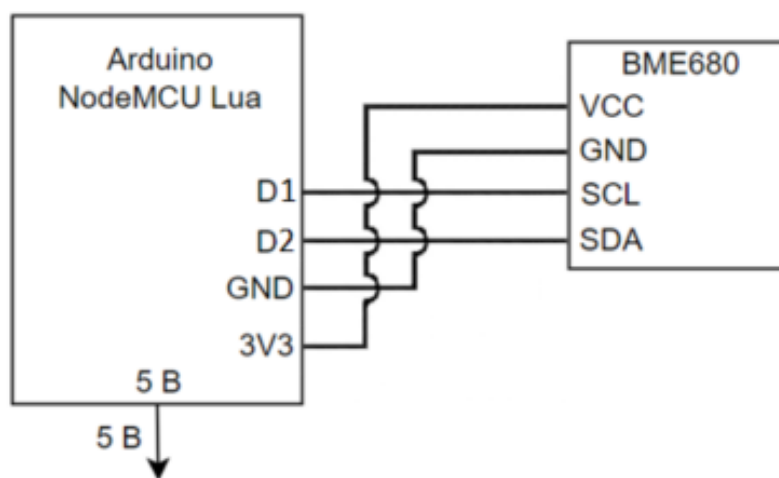 Arduino
NodeMCU Lua
D1
D2
GND
3V3
5 В
5 В
BME680
VCC
GND
SCL
SDA